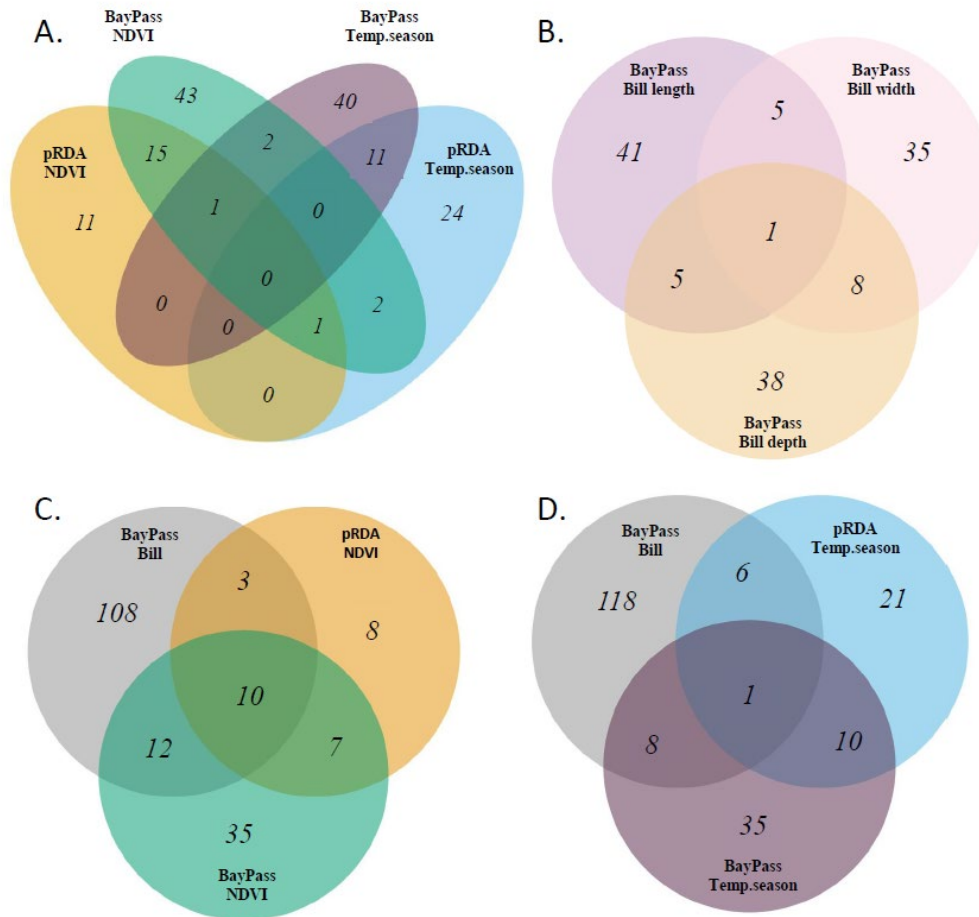 A.
BayPass
NDVI
BayPass
Temp.season
43
40
15
2
11
pRDA
NDVI
pRDA
Temp.season
11
1
0
24
0
0
0
1
2
0
B.
BayPass
Bill length
BayPass
Bill width
5
41
35
1
5
8
38
BayPass
Bill depth
C.
BayPass
Bill
pRDA
NDVI
3
108
8
10
12
7
35
BayPass
NDVI
D.
BayPass
Bill
pRDA
Temp.season
6
118
21
1
8
10
35
BayPass
Temp.season